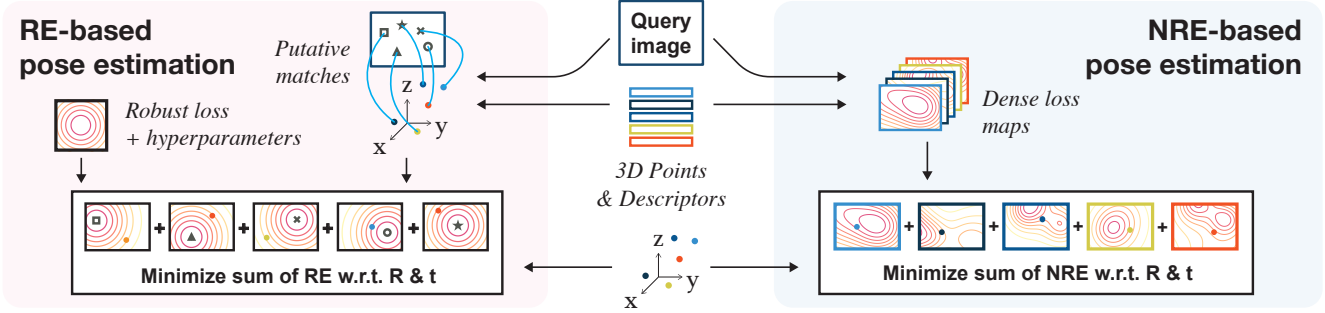 RE-based
pose estimation
Putative
matches
Robust loss
+ hyperparameters
z
y
x
+ + + +
Minimize sum of RE w.r.t. R & t
Query
image
3D Points
& Descriptors
z
y
x
NRE-based
pose estimation
Dense loss
maps
+ + + +
Minimize sum of NRE w.r.t. R & t